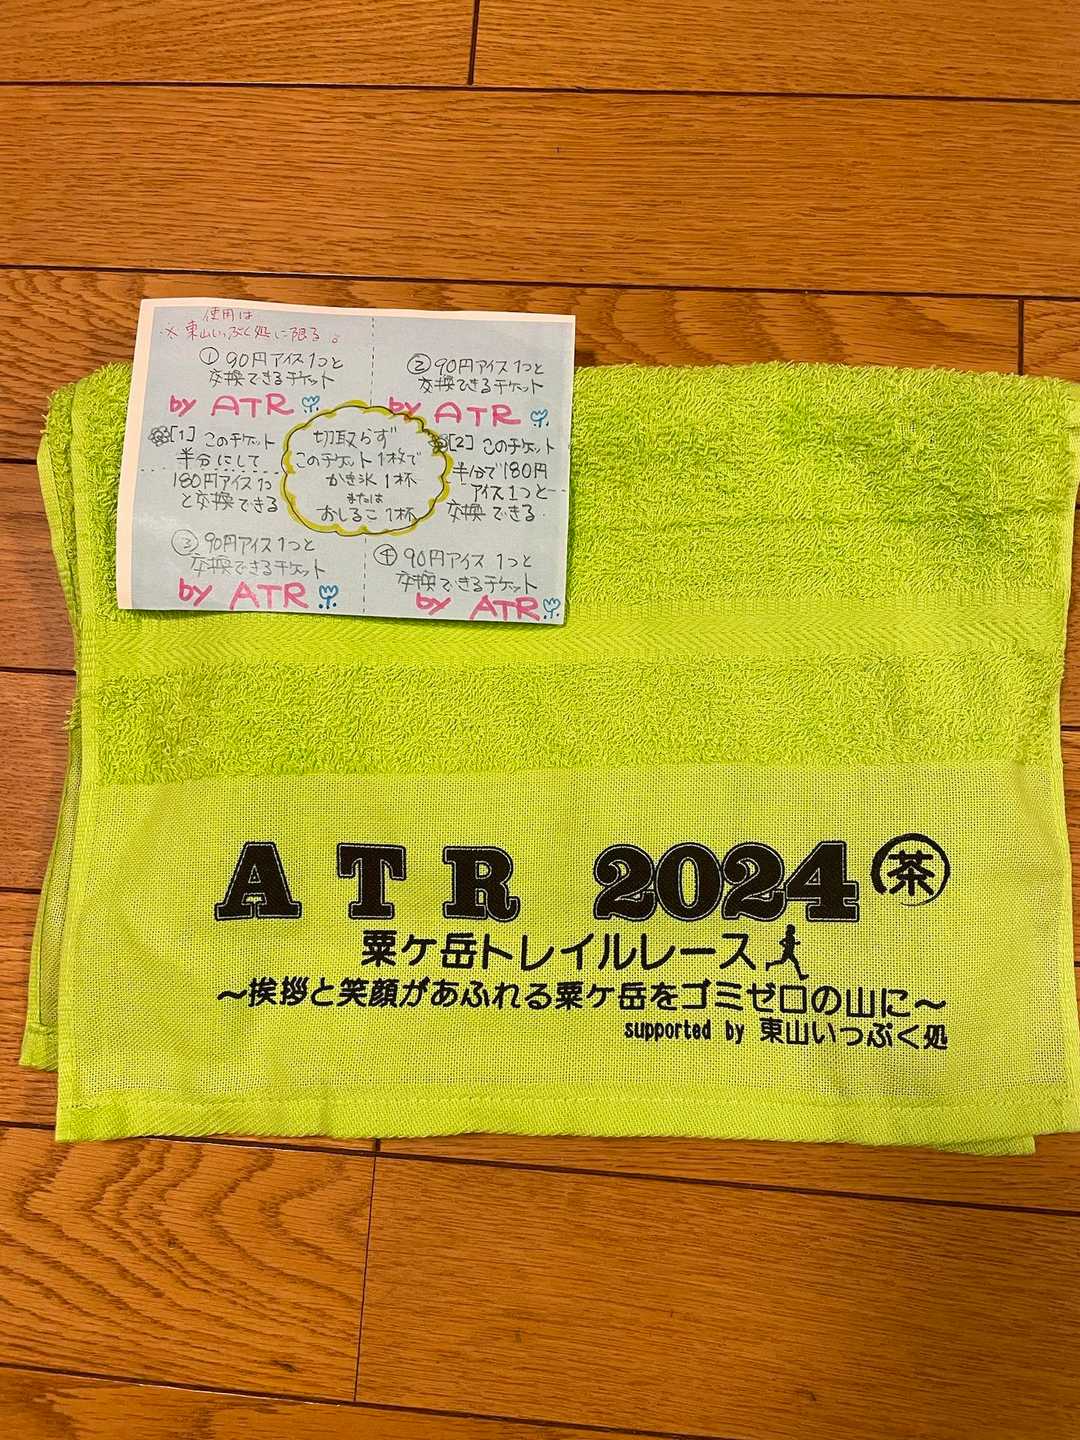 使用は
※東山いっぷく処に限る。
①90円アイス1つと
交換できるチケット
by ATR
②90円アイス1つと
交換できるチケット
by ATR
[1]このチケット
半分にして
180円アイス1つ
と交換できる
切取らず
このチケット1枚で
かき氷1杯
または
おしるこ1杯
[2]このチケット
半分で180円
アイス1つと
交換できる
③90円アイス1つと
交換できるチケット
by ATR
④90円アイス1つと
交換できるチケット
by ATR
ATR 2024 茶
粟ヶ岳トレイルレース
～挨拶と笑顔があふれる粟ヶ岳をゴミゼロの山に～
supported by 東山いっぷく処